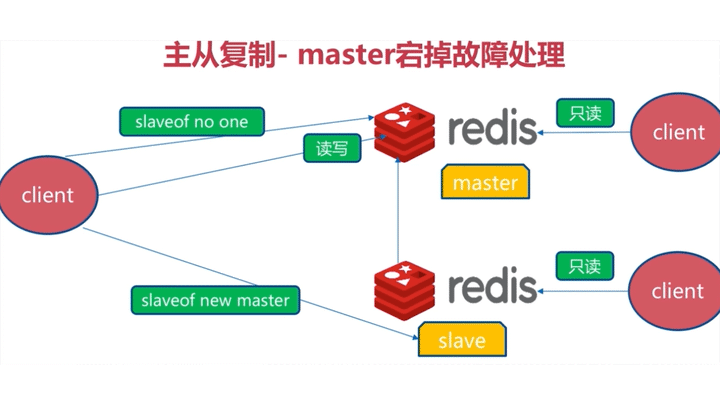 主从复制- master宕掉故障处理
slaveof no one
只读
redis
client
读写
client
master
只读
redis
client
slaveof new master
slave